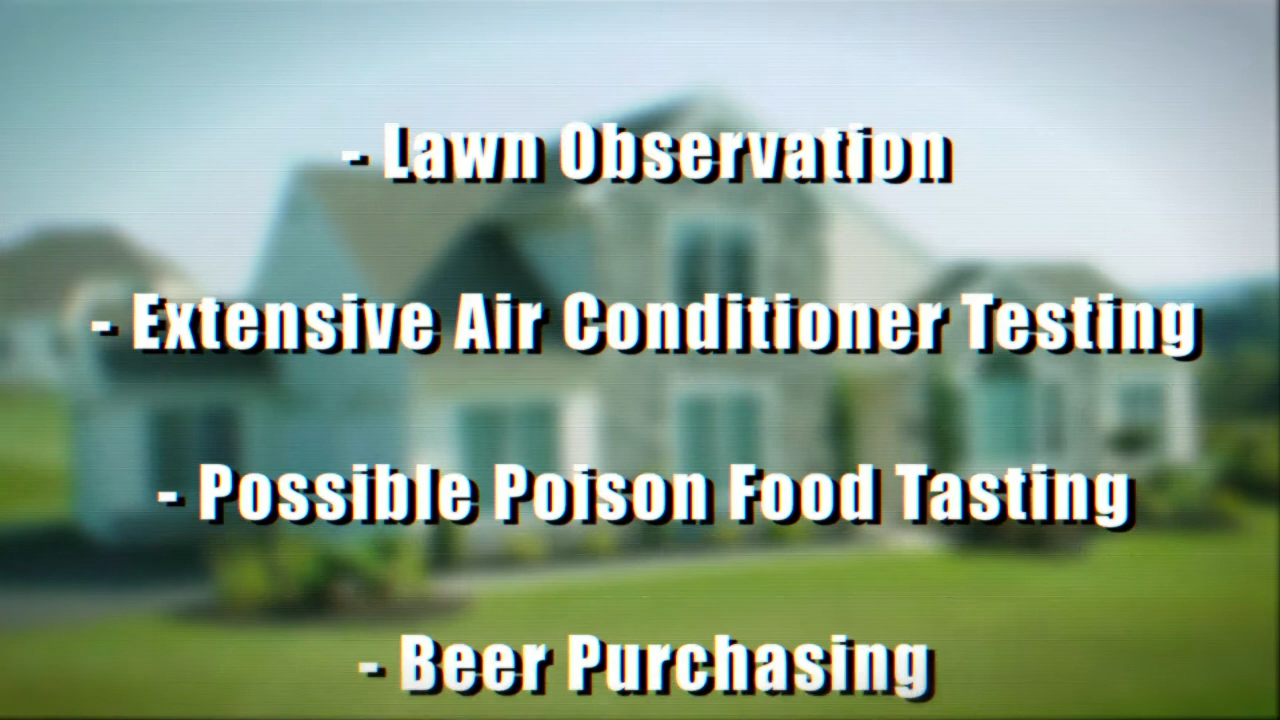 - Lawn Observation
- Extensive Air Conditioner Testing
- Possible Poison Food Tasting
- Beer Purchasing